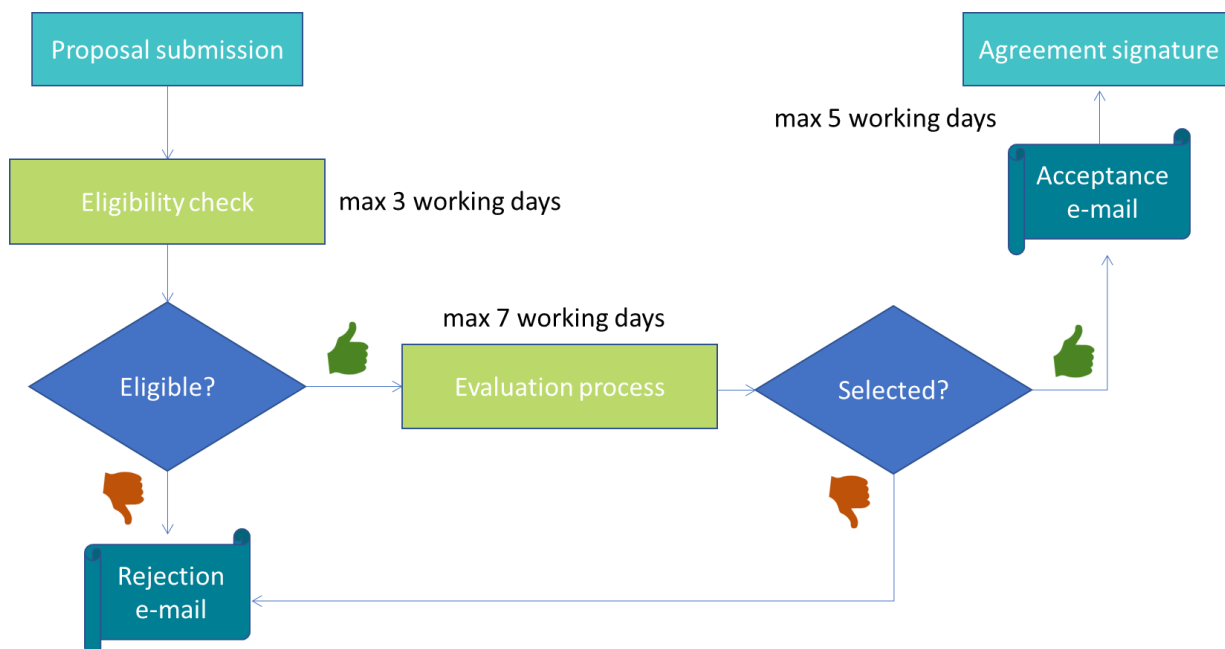 Proposal submission
Agreement signature
max 5 working days
Acceptance
e-mail
Eligibility check
max 3 working days
max 7 working days
Eligible?
Evaluation process
Selected?
Rejection
e-mail